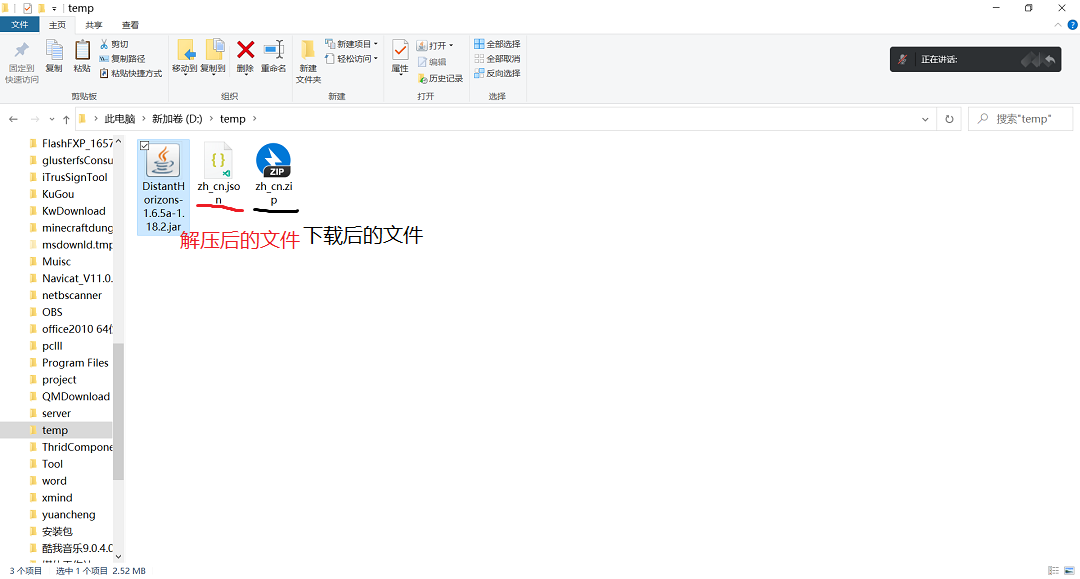 temp
文件
主页
共享
查看
固定到
快速访问
复制
粘贴
剪切
复制路径
粘贴快捷方式
剪贴板
移动到
复制到
删除
重命名
组织
新建
文件夹
新建项目
轻松访问
新建
属性
打开
编辑
历史记录
打开
全部选择
全部取消
反向选择
选择
正在讲话:
此电脑
新加卷 (D:)
temp
搜索"temp"
FlashFXP_1657
glusterfsConsu
iTrusSignTool
KuGou
KwDownload
minecraftdung
msdownld.tmp
Muisc
Navicat_V11.0.
netbscanner
OBS
office2010 64位
pclII
Program Files
project
QMDownload
server
temp
ThridCompone
Tool
word
xmind
yuancheng
安装包
酷我音乐9.0.4.0
DistantH
orizons-
1.6.5a-1.
18.2.jar
zh_cn.jso
n
ZIP
zh_cn.zi
p
解压后的文件
下载后的文件
3 个项目
选中 1 个项目 2.52 MB